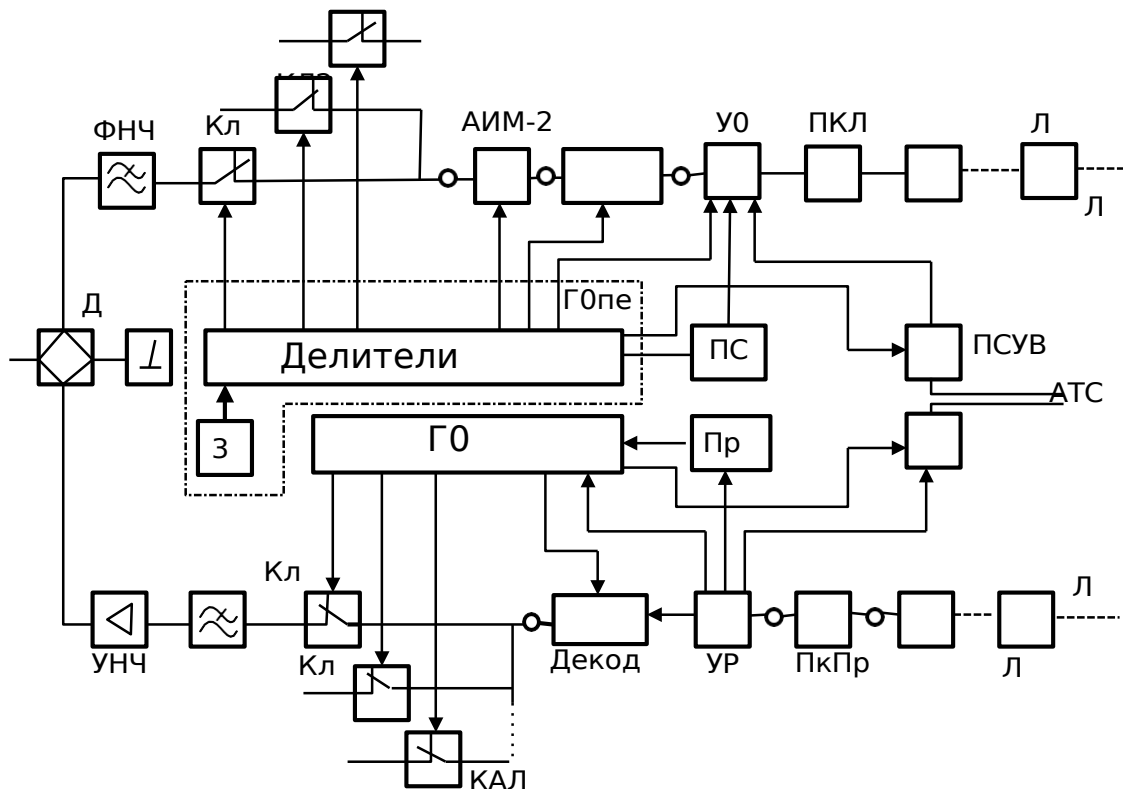 ФНЧ
Кл
АИМ-2
У0
ПКЛ
Л
Л
Д
Г0пе
Делители
ПС
ПСУВ
АТС
З
Г0
Пр
Кл
УНЧ
Кл
Декод
УР
ПкПр
Л
Л
КАЛ